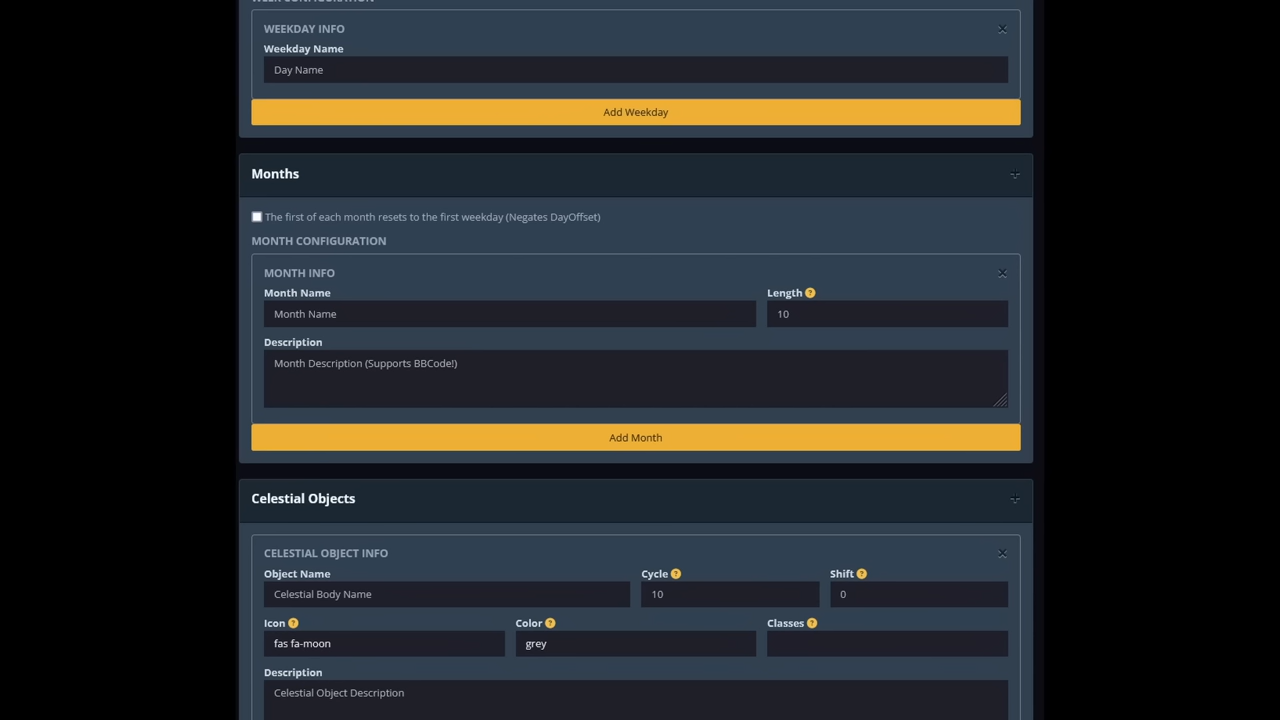 WEEK CONFIGURATION
WEEKDAY INFO
Weekday Name
Day Name
Add Weekday
Months
The first of each month resets to the first weekday (Negates DayOffset)
MONTH CONFIGURATION
MONTH INFO
Month Name Length ?
Month Name 10
Description
Month Description (Supports BBCode!)
Add Month
Celestial Objects
CELESTIAL OBJECT INFO
Object Name Cycle ? Shift ?
Celestial Body Name 10 0
Icon ? Color ? Classes ?
fas fa-moon grey
Description
Celestial Object Description